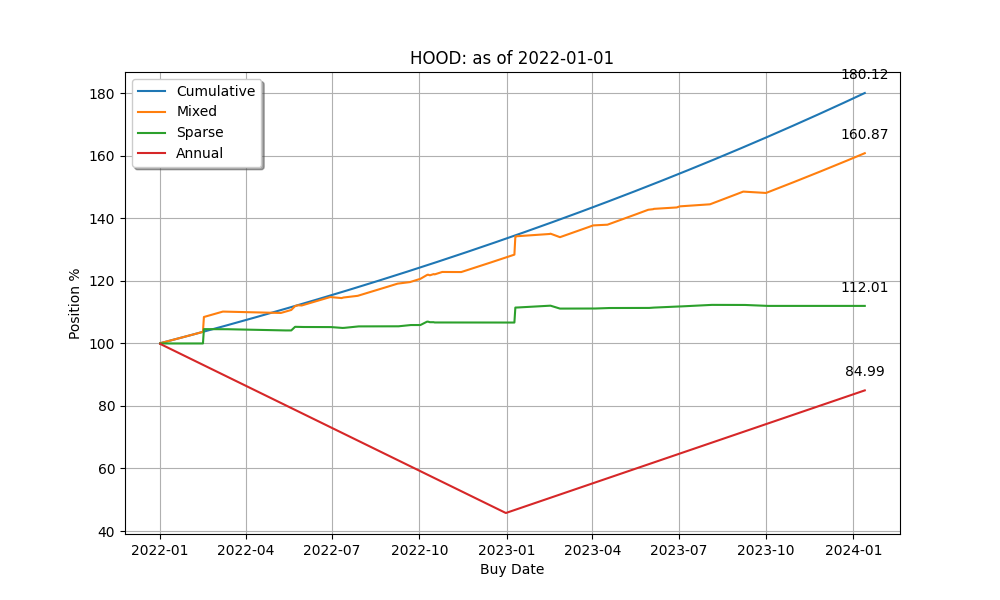 HOOD: as of 2022-01-01
Cumulative
Mixed
Sparse
Annual
180.12
160.87
112.01
84.99
Position %
180
160
140
120
100
80
60
40
2022-01 2022-04 2022-07 2022-10 2023-01 2023-04 2023-07 2023-10 2024-01
Buy Date